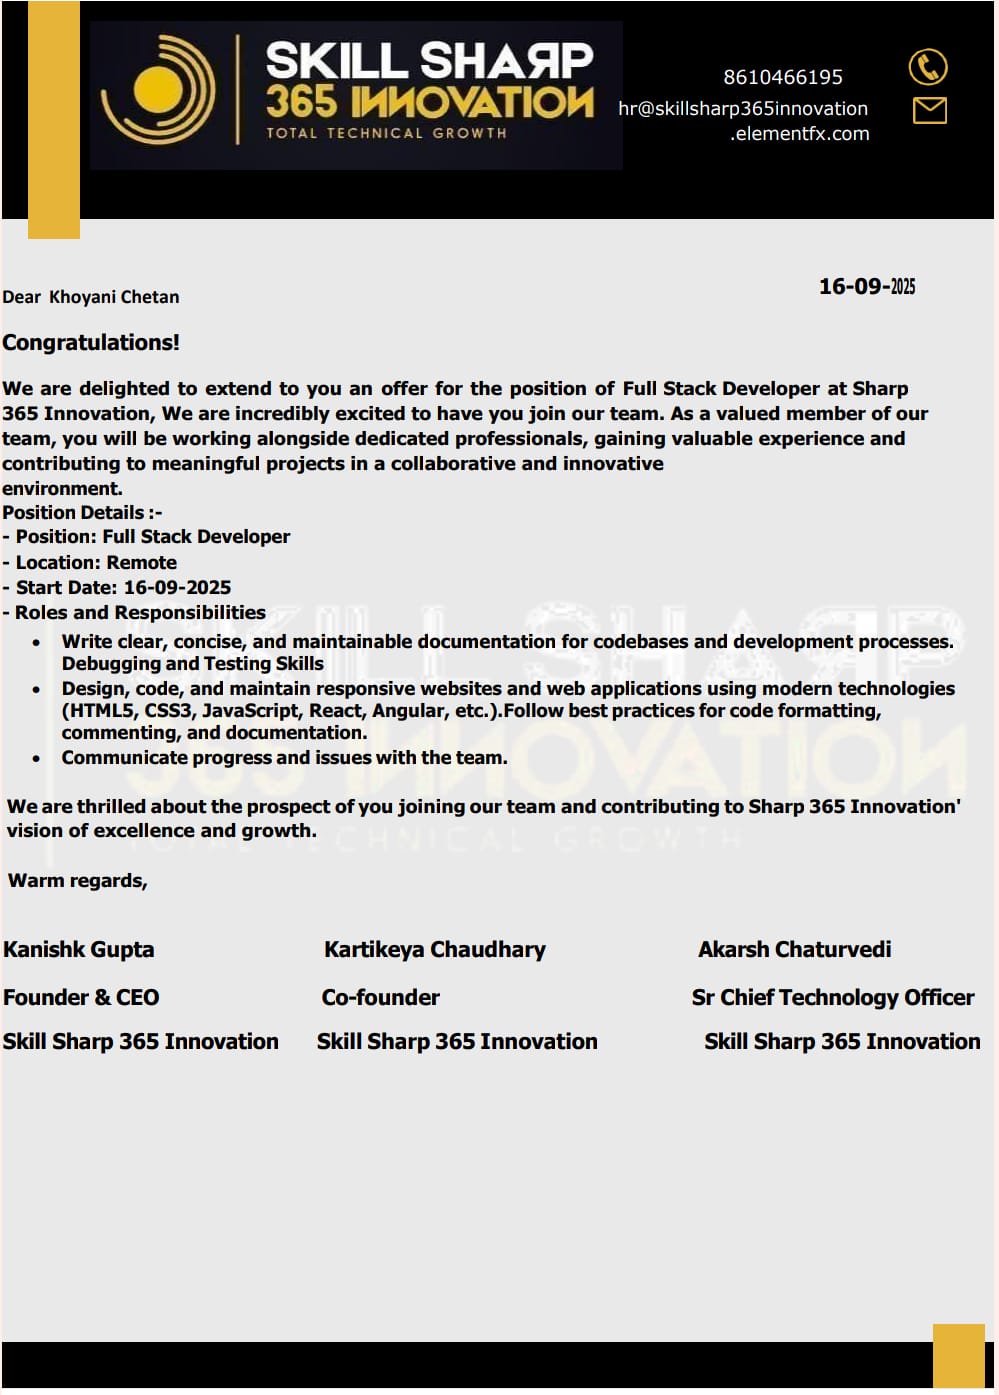 SKILL SHARP
365 INNOVATION
TOTAL TECHNICAL GROWTH
8610466195
hr@skillsharp365innovation
.elementfx.com
16-09-2025
Dear Khoyani Chetan
Congratulations!
We are delighted to extend to you an offer for the position of Full Stack Developer at Sharp
365 Innovation, We are incredibly excited to have you join our team. As a valued member of our
team, you will be working alongside dedicated professionals, gaining valuable experience and
contributing to meaningful projects in a collaborative and innovative
environment.
Position Details :-
- Position: Full Stack Developer
- Location: Remote
- Start Date: 16-09-2025
- Roles and Responsibilities
• Write clear, concise, and maintainable documentation for codebases and development processes.
Debugging and Testing Skills
• Design, code, and maintain responsive websites and web applications using modern technologies
(HTML5, CSS3, JavaScript, React, Angular, etc.).Follow best practices for code formatting,
commenting, and documentation.
• Communicate progress and issues with the team.
SKILL SHARP
365 INNOVATION
TOTAL TECHNICAL GROWTH
We are thrilled about the prospect of you joining our team and contributing to Sharp 365 Innovation'
vision of excellence and growth.
Warm regards,
Kanishk Gupta Kartikeya Chaudhary Akarsh Chaturvedi
Founder & CEO Co-founder Sr Chief Technology Officer
Skill Sharp 365 Innovation Skill Sharp 365 Innovation Skill Sharp 365 Innovation